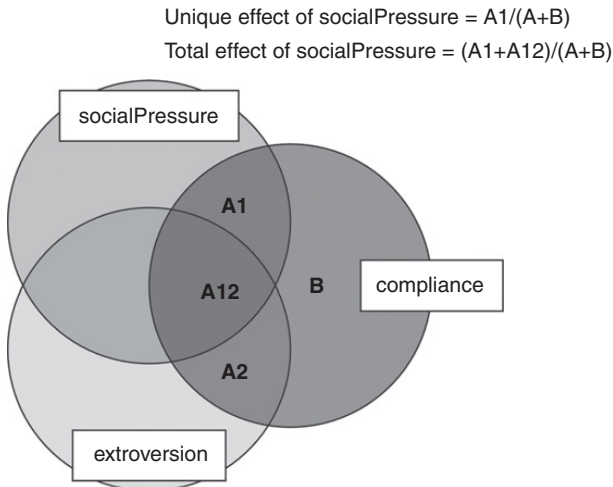 Unique effect of socialPressure = A1/(A+B)
Total effect of socialPressure = (A1+A12)/(A+B)
socialPressure
A1
A12
B
compliance
A2
extroversion